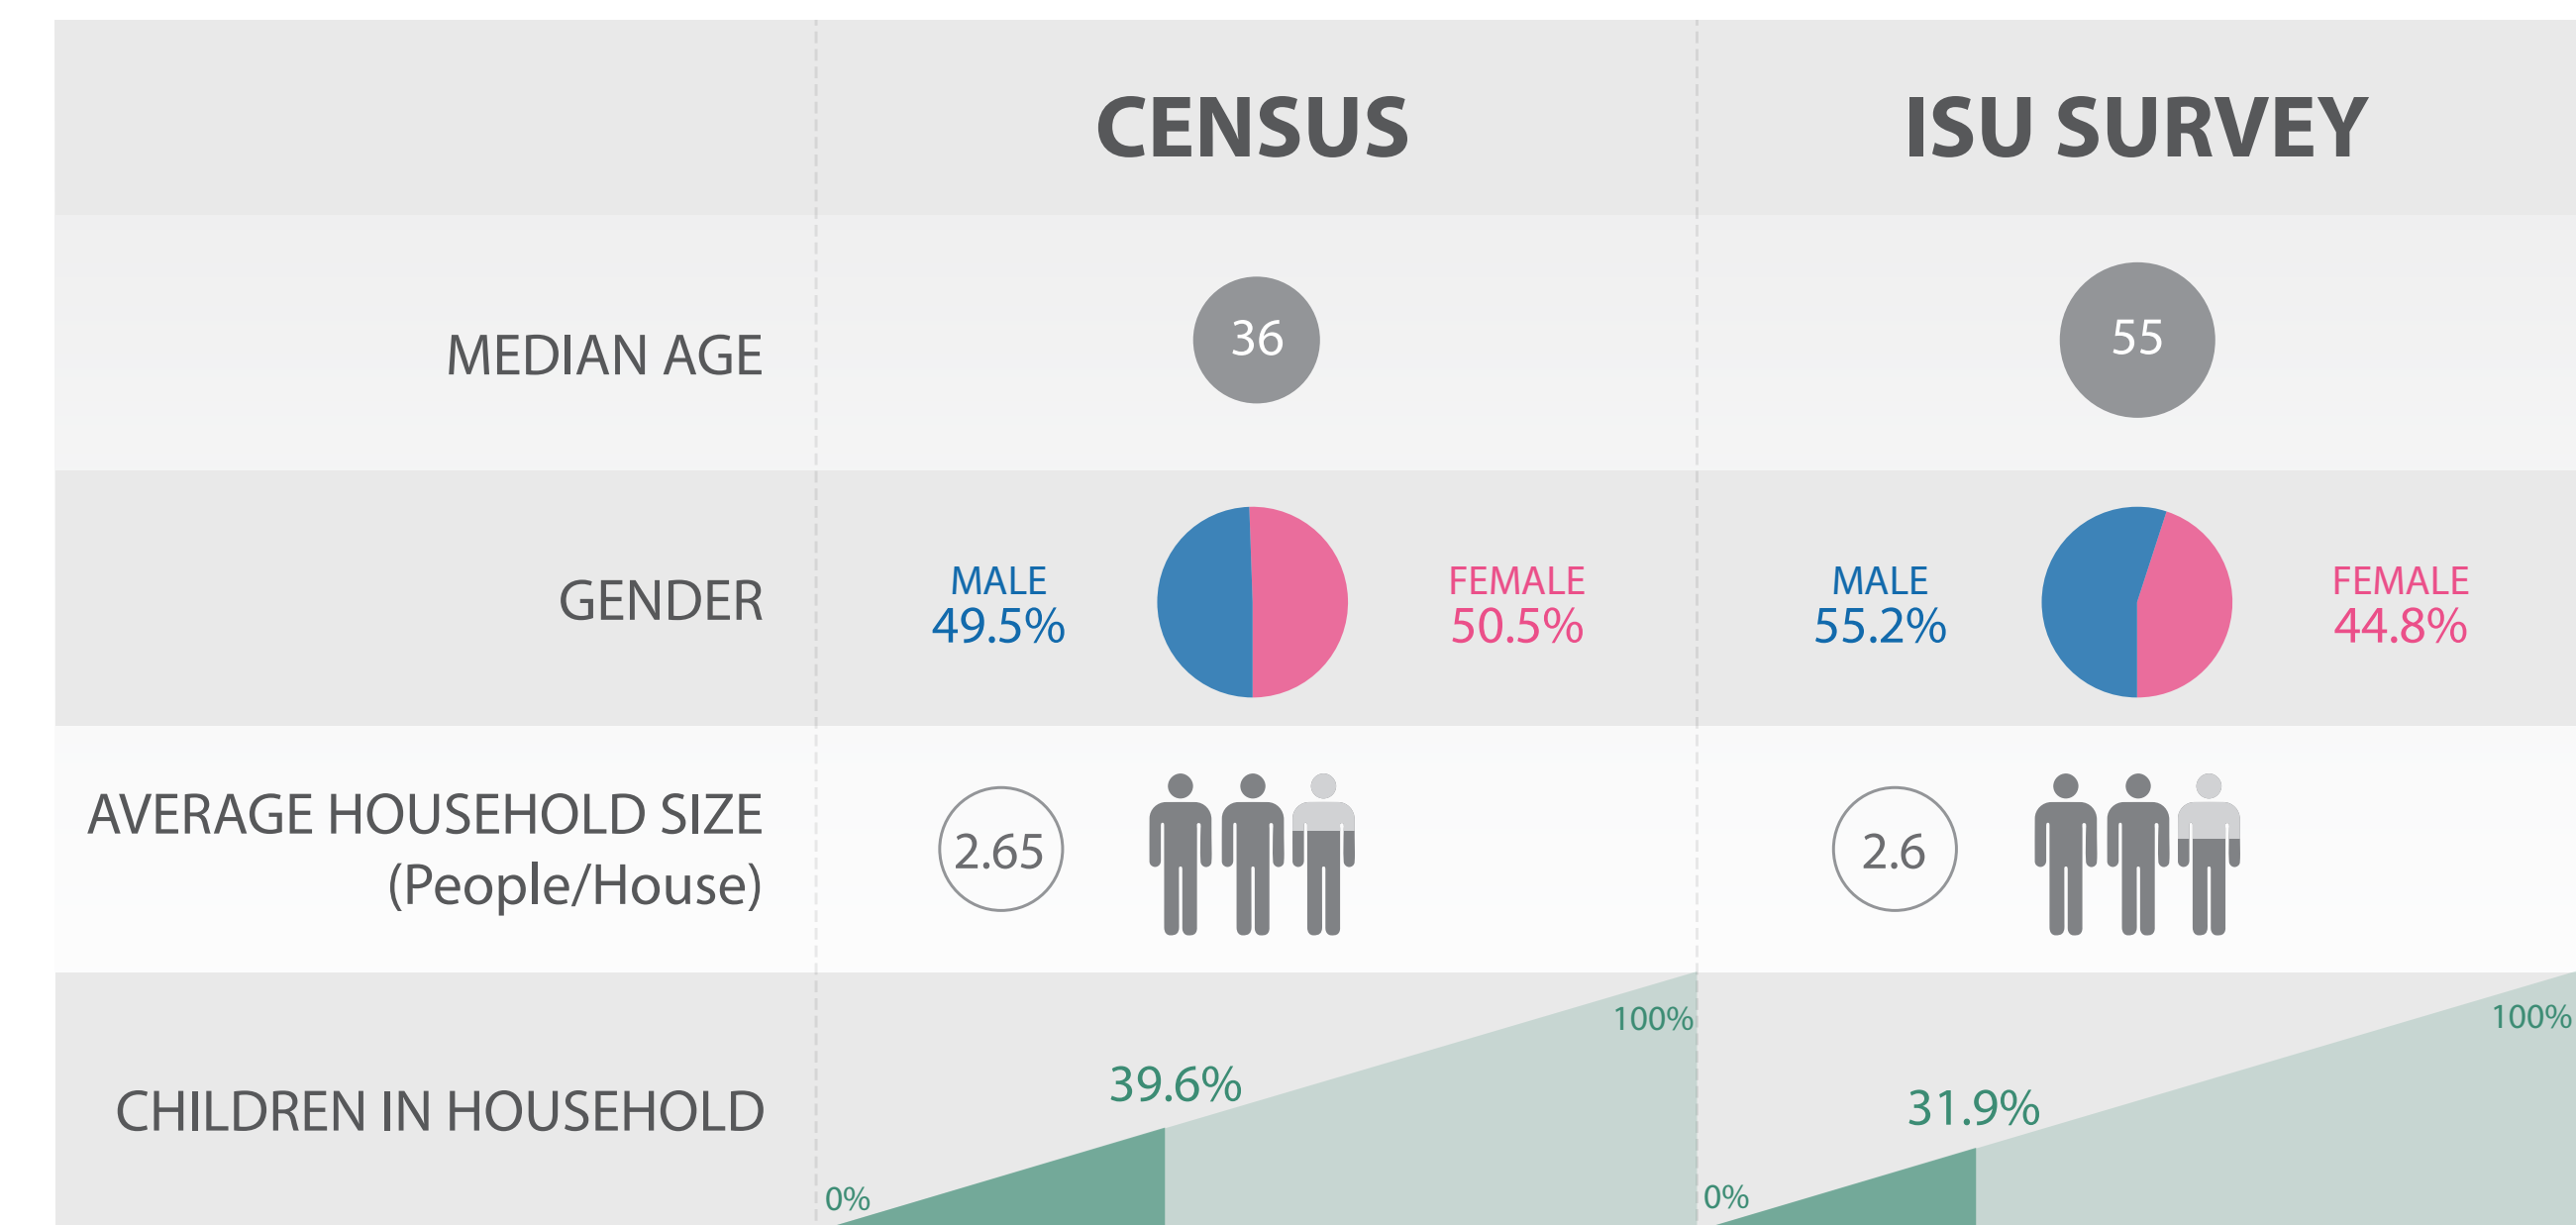 CENSUS
ISU SURVEY
MEDIAN AGE
36
55
GENDER
MALE
49.5%
FEMALE
50.5%
MALE
55.2%
FEMALE
44.8%
AVERAGE HOUSEHOLD SIZE
(People/House)
2.65
2.6
CHILDREN IN HOUSEHOLD
0%
39.6%
100%
0%
31.9%
100%